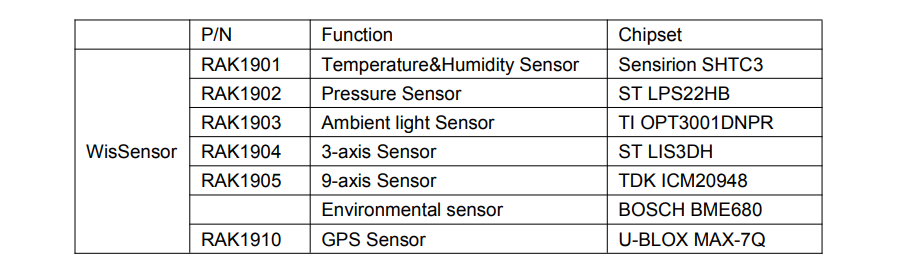 P/N Function Chipset
RAK1901 Temperature&Humidity Sensor Sensirion SHTC3
RAK1902 Pressure Sensor ST LPS22HB
RAK1903 Ambient light Sensor TI OPT3001DNPR
WisSensor RAK1904 3-axis Sensor ST LIS3DH
RAK1905 9-axis Sensor TDK ICM20948
Environmental sensor BOSCH BME680
RAK1910 GPS Sensor U-BLOX MAX-7Q